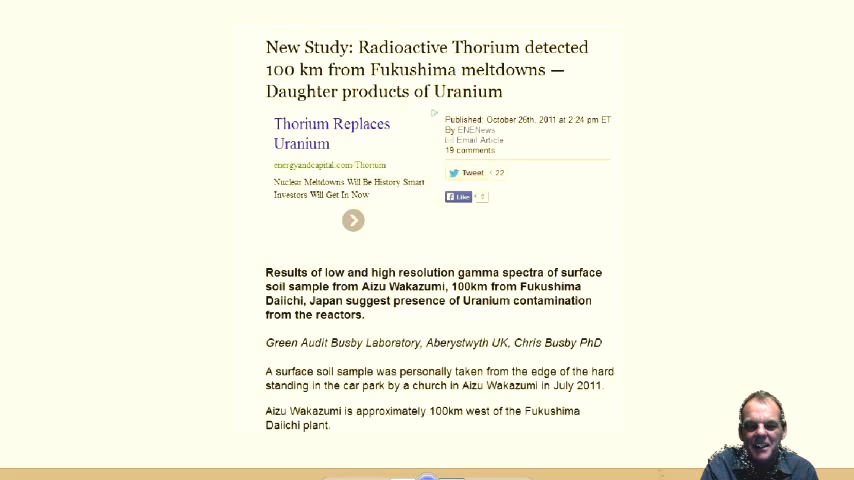 New Study: Radioactive Thorium detected
100 km from Fukushima meltdowns —
Daughter products of Uranium
Thorium Replaces
Uranium
energyandcapital.com/Thorium
Nuclear Meltdowns Will Be History Smart
Investors Will Get In Now
Published: October 26th, 2011 at 2:24 pm ET
By ENENews
Email Article
19 comments
Tweet 22
Like 0
Results of low and high resolution gamma spectra of surface
soil sample from Aizu Wakazumi, 100km from Fukushima
Daiichi, Japan suggest presence of Uranium contamination
from the reactors.
Green Audit Busby Laboratory, Aberystwyth UK, Chris Busby PhD
A surface soil sample was personally taken from the edge of the hard
standing in the car park by a church in Aizu Wakazumi in July 2011.
Aizu Wakazumi is approximately 100km west of the Fukushima
Daiichi plant.